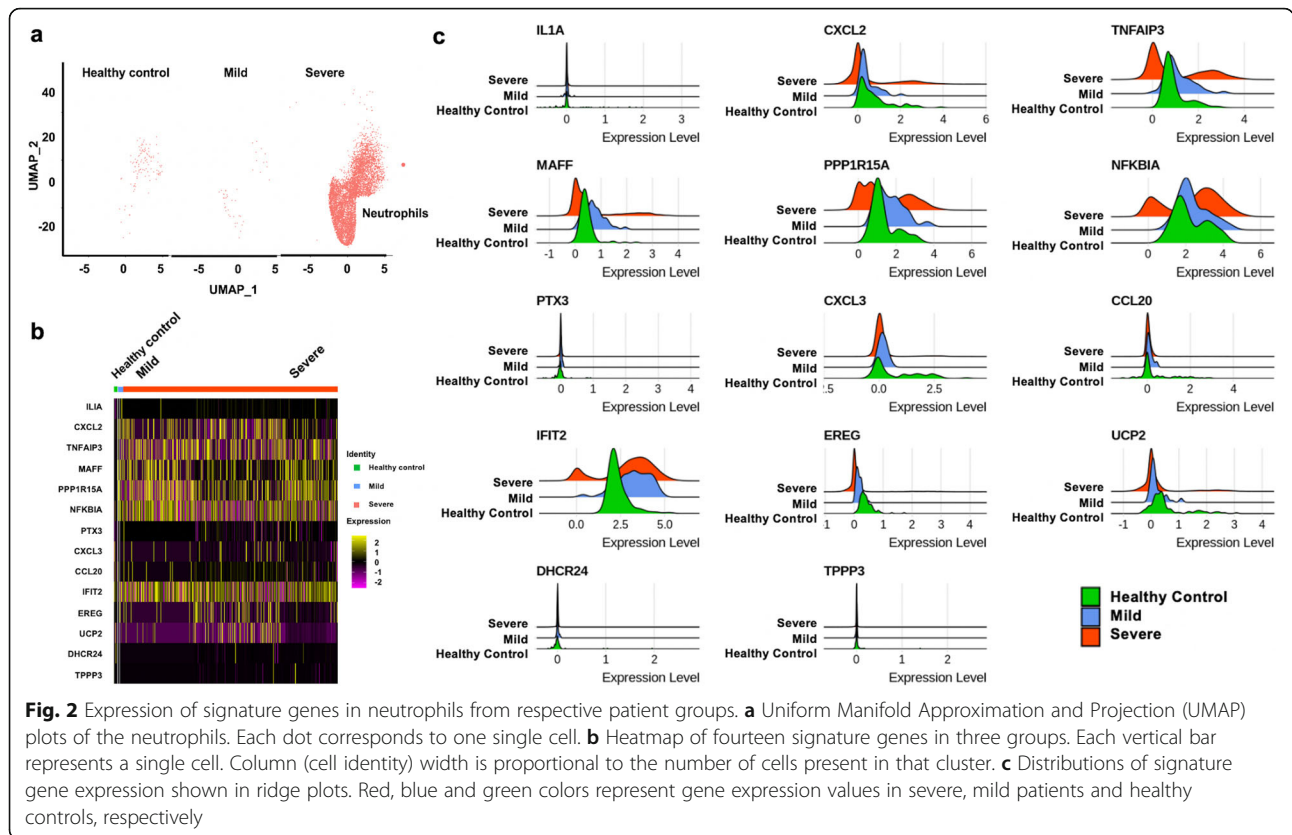 a
Healthy control Mild Severe
40
20
0
-20
UMAP_2
Neutrophils
-5 0 5 -5 0 5 -5 0 5
UMAP_1
b
Healthy control
Mild
Severe
ILIA
CXCL2
TNFAIP3
MAFF
PPP1R15A
NFKBIA
PTX3
CXCL3
CCL20
IFIT2
EREG
UCP2
DHCR24
TPPP3
Identity
Healthy control
Mild
Severe
Expression
2
1
0
-1
-2
c
IL1A
Severe
Mild
Healthy Control
0 1 2 3
Expression Level
CXCL2
Severe
Mild
Healthy Control
0 2 4 6
Expression Level
TNFAIP3
Severe
Mild
Healthy Control
0 2 4
Expression Level
MAFF
Severe
Mild
Healthy Control
-1 0 1 2 3 4
Expression Level
PPP1R15A
Severe
Mild
Healthy Control
0 2 4 6
Expression Level
NFKBIA
Severe
Mild
Healthy Control
0 2 4 6
Expression Level
PTX3
Severe
Mild
Healthy Control
0 1 2 3 4
Expression Level
CXCL3
Severe
Mild
Healthy Control
2.5 0.0 2.5
Expression Level
CCL20
Severe
Mild
Healthy Control
0 2 4
Expression Level
IFIT2
Severe
Mild
Healthy Control
0.0 2.5 5.0
Expression Level
EREG
Severe
Mild
Healthy Control
1 0 1 2 3 4
Expression Level
UCP2
Severe
Mild
Healthy Control
-1 0 1 2 3 4
Expression Level
DHCR24
Severe
Mild
Healthy Control
0 1 2
Expression Level
TPPP3
Severe
Mild
Healthy Control
0 1 2
Expression Level
Healthy Control
Mild
Severe
Fig. 2 Expression of signature genes in neutrophils from respective patient groups. a Uniform Manifold Approximation and Projection (UMAP)
plots of the neutrophils. Each dot corresponds to one single cell. b Heatmap of fourteen signature genes in three groups. Each vertical bar
represents a single cell. Column (cell identity) width is proportional to the number of cells present in that cluster. c Distributions of signature
gene expression shown in ridge plots. Red, blue and green colors represent gene expression values in severe, mild patients and healthy
controls, respectively